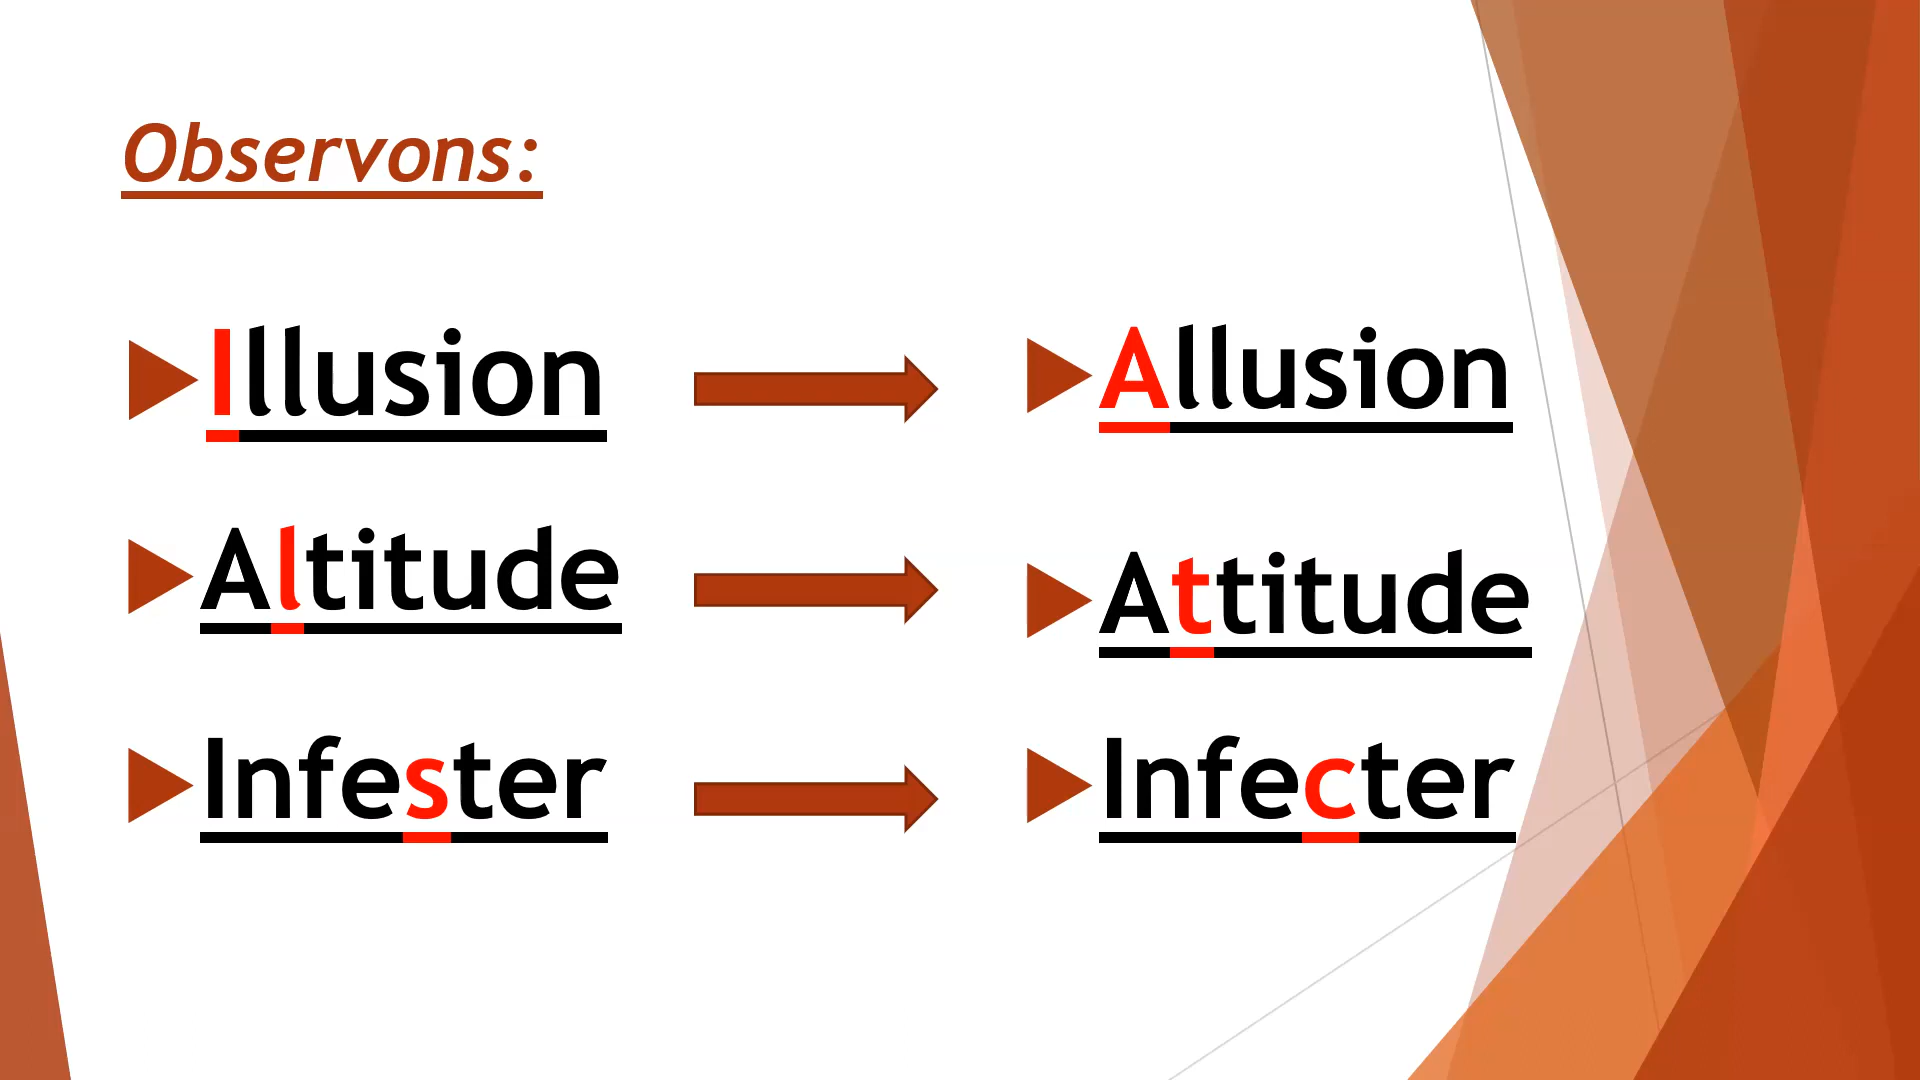 Observons:
Illusion
Allusion
Altitude
Attitude
Infester
Infecter